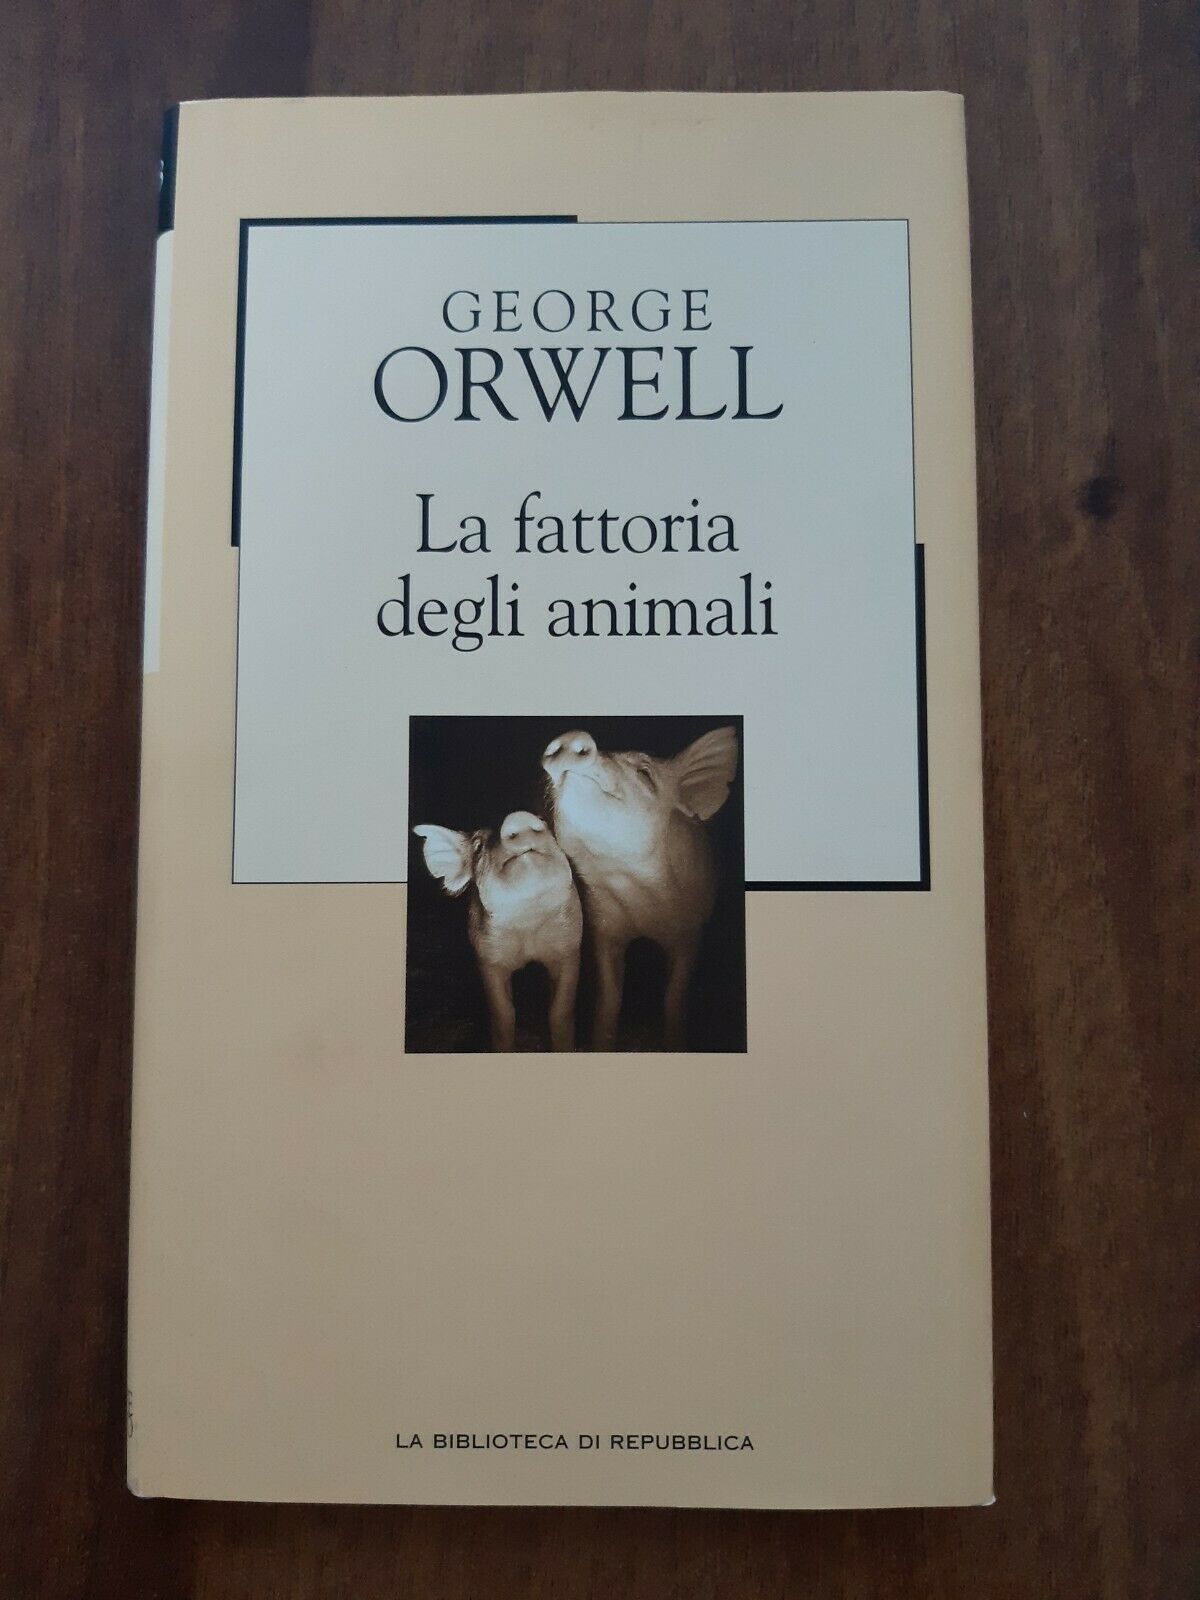 GEORGE
ORWELL
La fattoria
degli animali
LA BIBLIOTECA DI REPUBBLICA